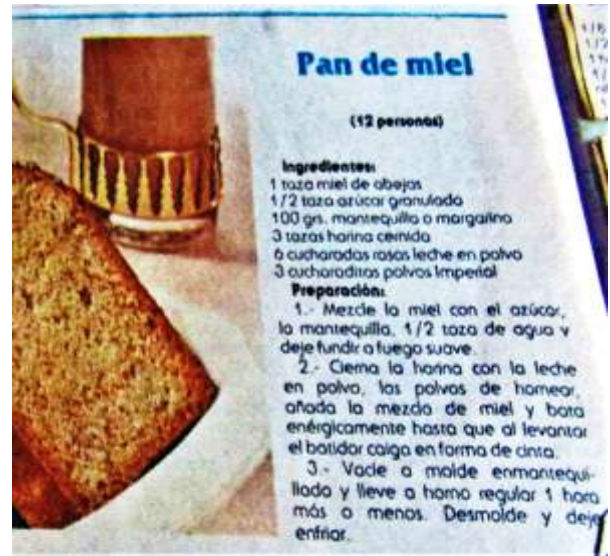 Pan de miel
(12 personas)
Ingredientes:
1 taza miel de abejas
1/2 taza azúcar granulada
100 grs. mantequilla o margarina
3 tazas harina cernida
6 cucharadas rasas leche en polvo
3 cucharaditas polvos Imperial
Preparación:
1.- Mezcle la miel con el azúcar,
la mantequilla, 1/2 taza de agua y
deje fundir a fuego suave.
2.- Cierna la harina con la leche
en polvo, los polvos de hornear,
añada la mezcla de miel y bata
enérgicamente hasta que al levantar
el batidor caiga en forma de cinta.
3.- Vacíe a molde enmantequi-
llado y lleve a horno regular 1 hora
más o menos. Desmolde y deje
enfriar.